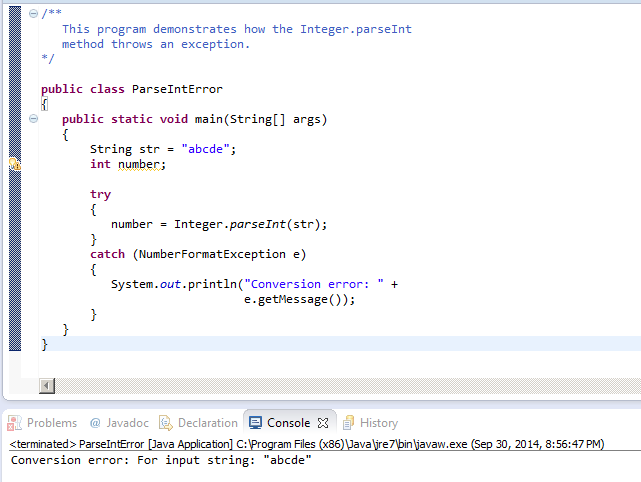 /**
   This program demonstrates how the Integer.parseInt
   method throws an exception.
*/
public class ParseIntError
{
   public static void main(String[] args)
   {
       String str = "abcde";
       int number;
       try
       {
          number = Integer.parseInt(str);
       }
       catch (NumberFormatException e)
       {
          System.out.println("Conversion error: " +
                             e.getMessage());
       }
   }
}
Problems @ Javadoc Declaration Console History
<terminated> ParseIntError [Java Application] C:\Program Files (x86)\Java\jre7\bin\javaw.exe (Sep 30, 2014, 8:56:47 PM)
Conversion error: For input string: "abcde"